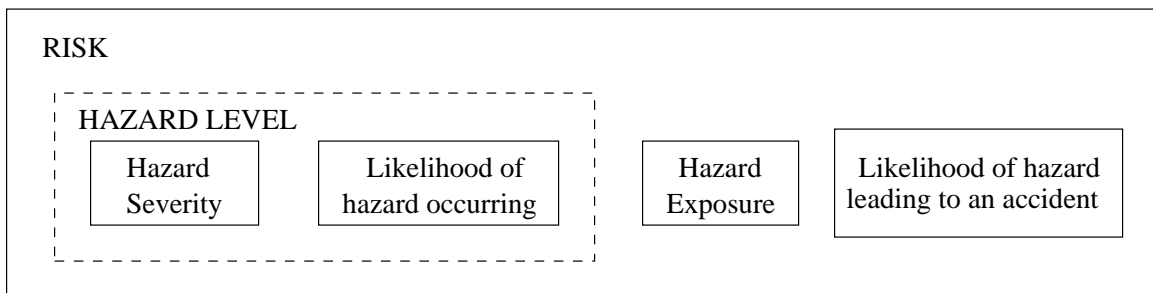 RISK
HAZARD LEVEL
Hazard
Severity
Likelihood of
hazard occurring
Hazard
Exposure
Likelihood of hazard
leading to an accident